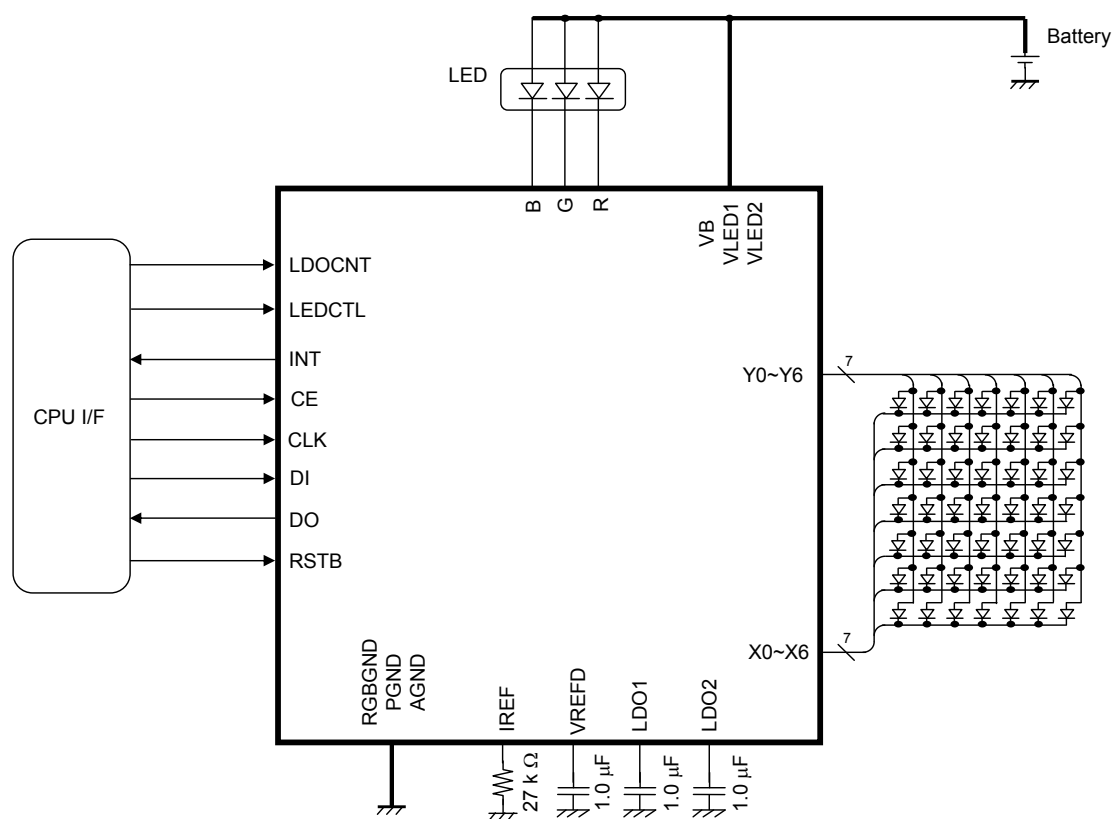 Battery
LED
B
G
R
VB
VLED1
VLED2
CPU I/F
LDOCNT
LEDCTL
INT
CE
CLK
DI
DO
RSTB
Y0~Y6
7
X0~X6
7
RGBGND
PGND
AGND
IREF
VREFD
LDO1
LDO2
27 k Ω
1.0 µF
1.0 µF
1.0 µF